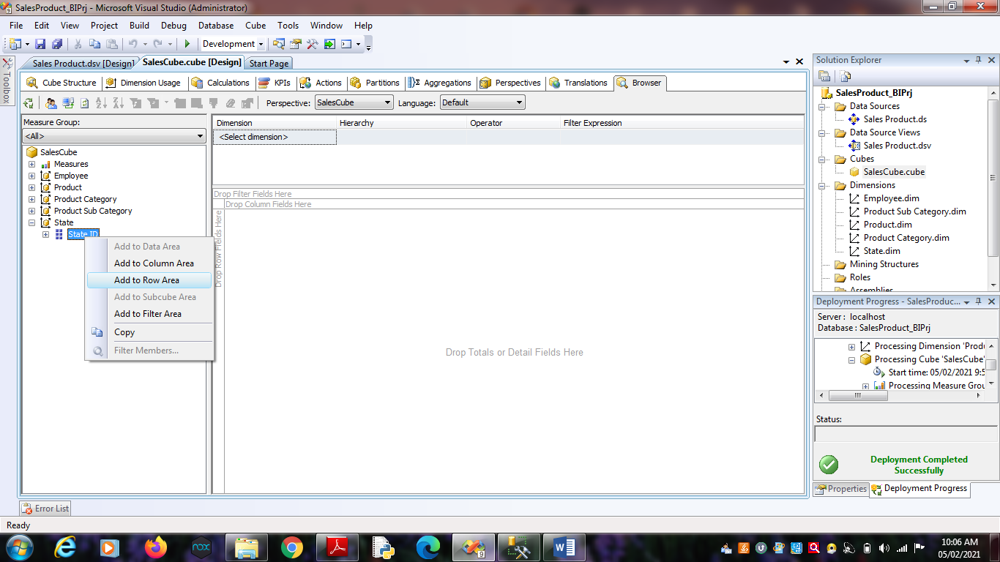 SalesProduct_BIPrj - Microsoft Visual Studio (Administrator)
File Edit View Project Build Debug Database Cube Tools Window Help
Development
Toolbox
Sales Product.dsv [Design] SalesCube.cube [Design] Start Page
Cube Structure Dimension Usage Calculations KPIs Actions Partitions Aggregations Perspectives Translations Browser
Perspective: SalesCube Language: Default
Measure Group:
<All>
SalesCube
Measures
Employee
Product
Product Category
Product Sub Category
State
State ID
Add to Data Area
Add to Column Area
Add to Row Area
Add to Subcube Area
Add to Filter Area
Copy
Filter Members...
Dimension Hierarchy Operator Filter Expression
<Select dimension>
Drop Filter Fields Here
Drop Column Fields Here
Drop Row Fields Here
Drop Totals or Detail Fields Here
Solution Explorer
SalesProduct_BIPrj
Data Sources
Sales Product.ds
Data Source Views
Sales Product.dsv
Cubes
SalesCube.cube
Dimensions
Employee.dim
Product Sub Category.dim
Product.dim
Product Category.dim
State.dim
Mining Structures
Roles
Assemblies
Deployment Progress - SalesProduc...
Server : localhost
Database : SalesProduct_BIPrj
Processing Dimension 'Produ
Processing Cube 'SalesCube'
Start time: 05/02/2021 9:5
Processing Measure Grou
Status:
Deployment Completed
Successfully
Properties Deployment Progress
Error List
Ready
nox
9
W
10:06 AM
05/02/2021